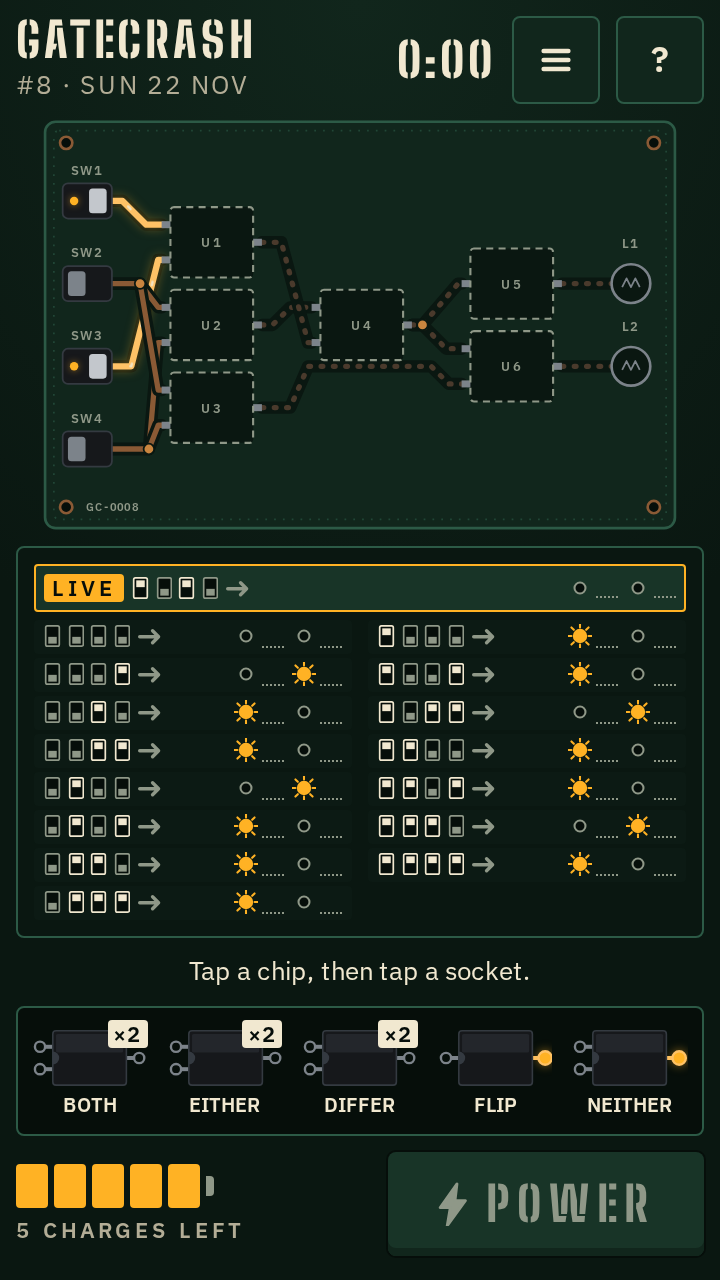 GATECRASH
#8 · SUN 22 NOV
0:00
?
SW1
SW2
SW3
SW4
U1
U2
U3
U4
U5
U6
L1
L2
GC-0008
LIVE
Tap a chip, then tap a socket.
×2
×2
×2
BOTH
EITHER
DIFFER
FLIP
NEITHER
5 CHARGES LEFT
POWER